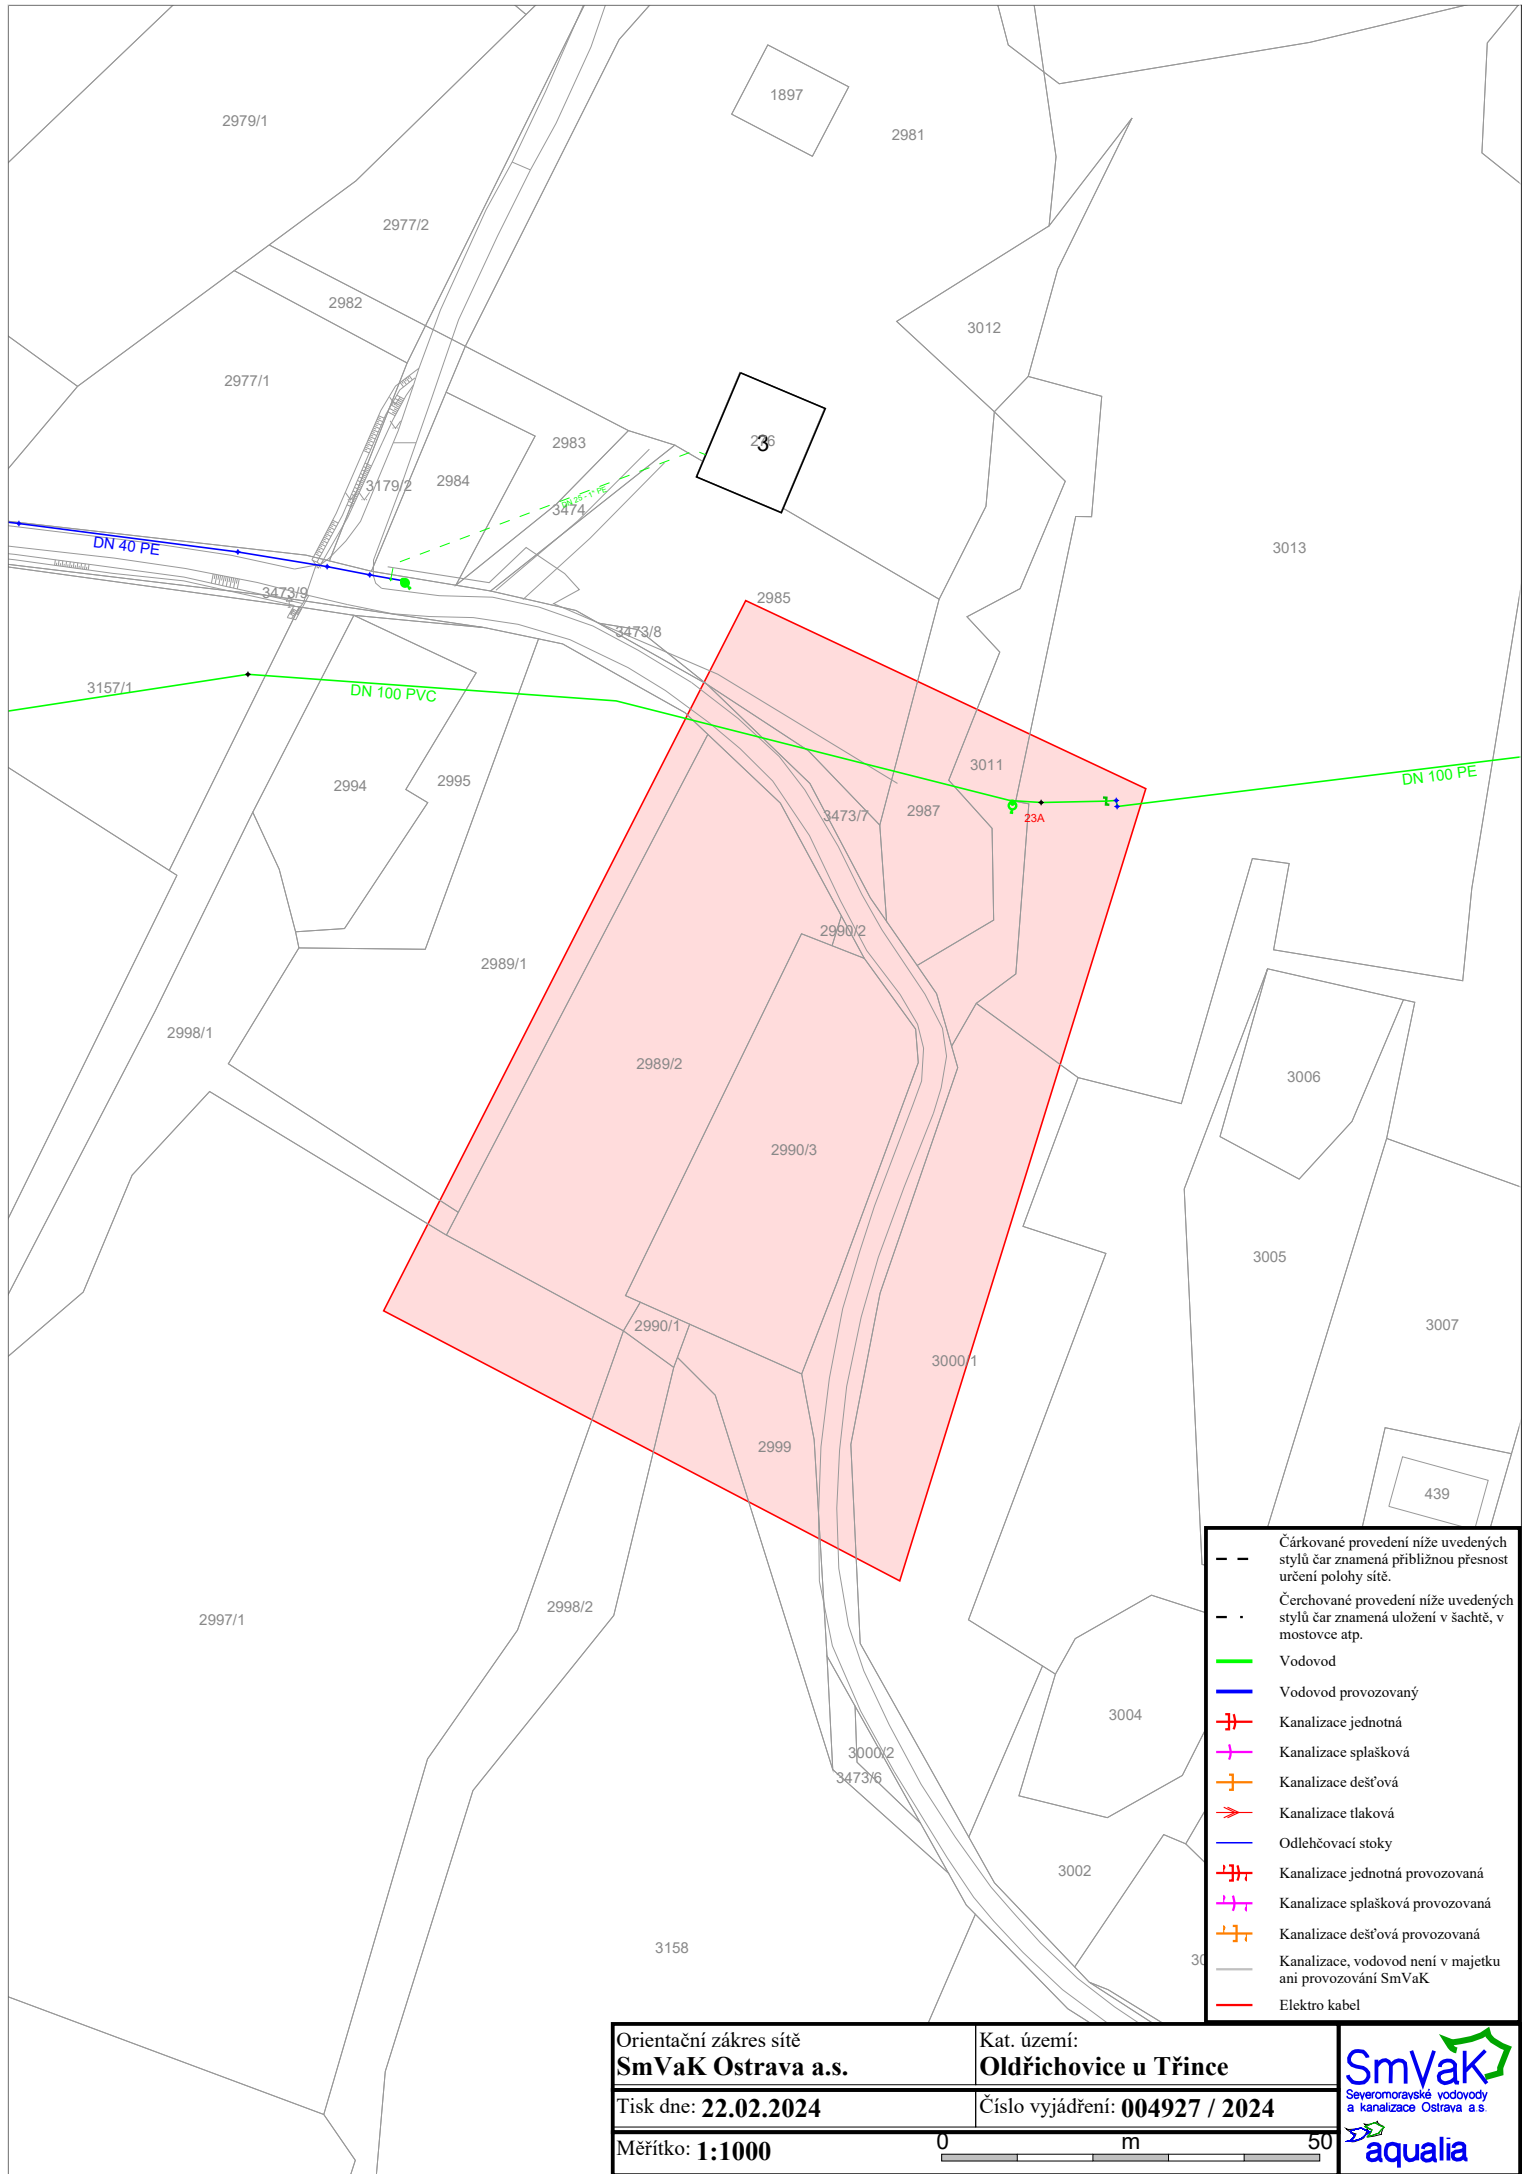 1897
2979/1
2981
2977/2
2982
3012
2977/1
2983
276
3
3179/2
2984
3474
DN 25 - 1" PE
DN 40 PE
3013
3473/9
2985
3473/8
3157/1
DN 100 PVC
3011
DN 100 PE
2994
2995
3473/7
2987
23A
2990/2
2989/1
2998/1
2989/2
3006
2990/3
3005
2990/1
3007
3000/1
2999
439
2997/1
2998/2
3004
3000/2
3473/6
3002
3158
30
Čárkované provedení níže uvedených
stylů čar znamená přibližnou přesnost
určení polohy sítě.
Čerchované provedení níže uvedených
stylů čar znamená uložení v šachtě, v
mostovce atp.
Vodovod
Vodovod provozovaný
Kanalizace jednotná
Kanalizace splašková
Kanalizace dešťová
Kanalizace tlaková
Odlehčovací stoky
Kanalizace jednotná provozovaná
Kanalizace splašková provozovaná
Kanalizace dešťová provozovaná
Kanalizace, vodovod není v majetku
ani provozování SmVaK
Elektro kabel
Orientační zákres sítě
SmVaK Ostrava a.s.
Kat. území:
Oldřichovice u Třince
Tisk dne: 22.02.2024
Číslo vyjádření: 004927 / 2024
Měřítko: 1:1000
0 m 50
SmVaK
Severomoravské vodovody
a kanalizace Ostrava a.s.
aqualia